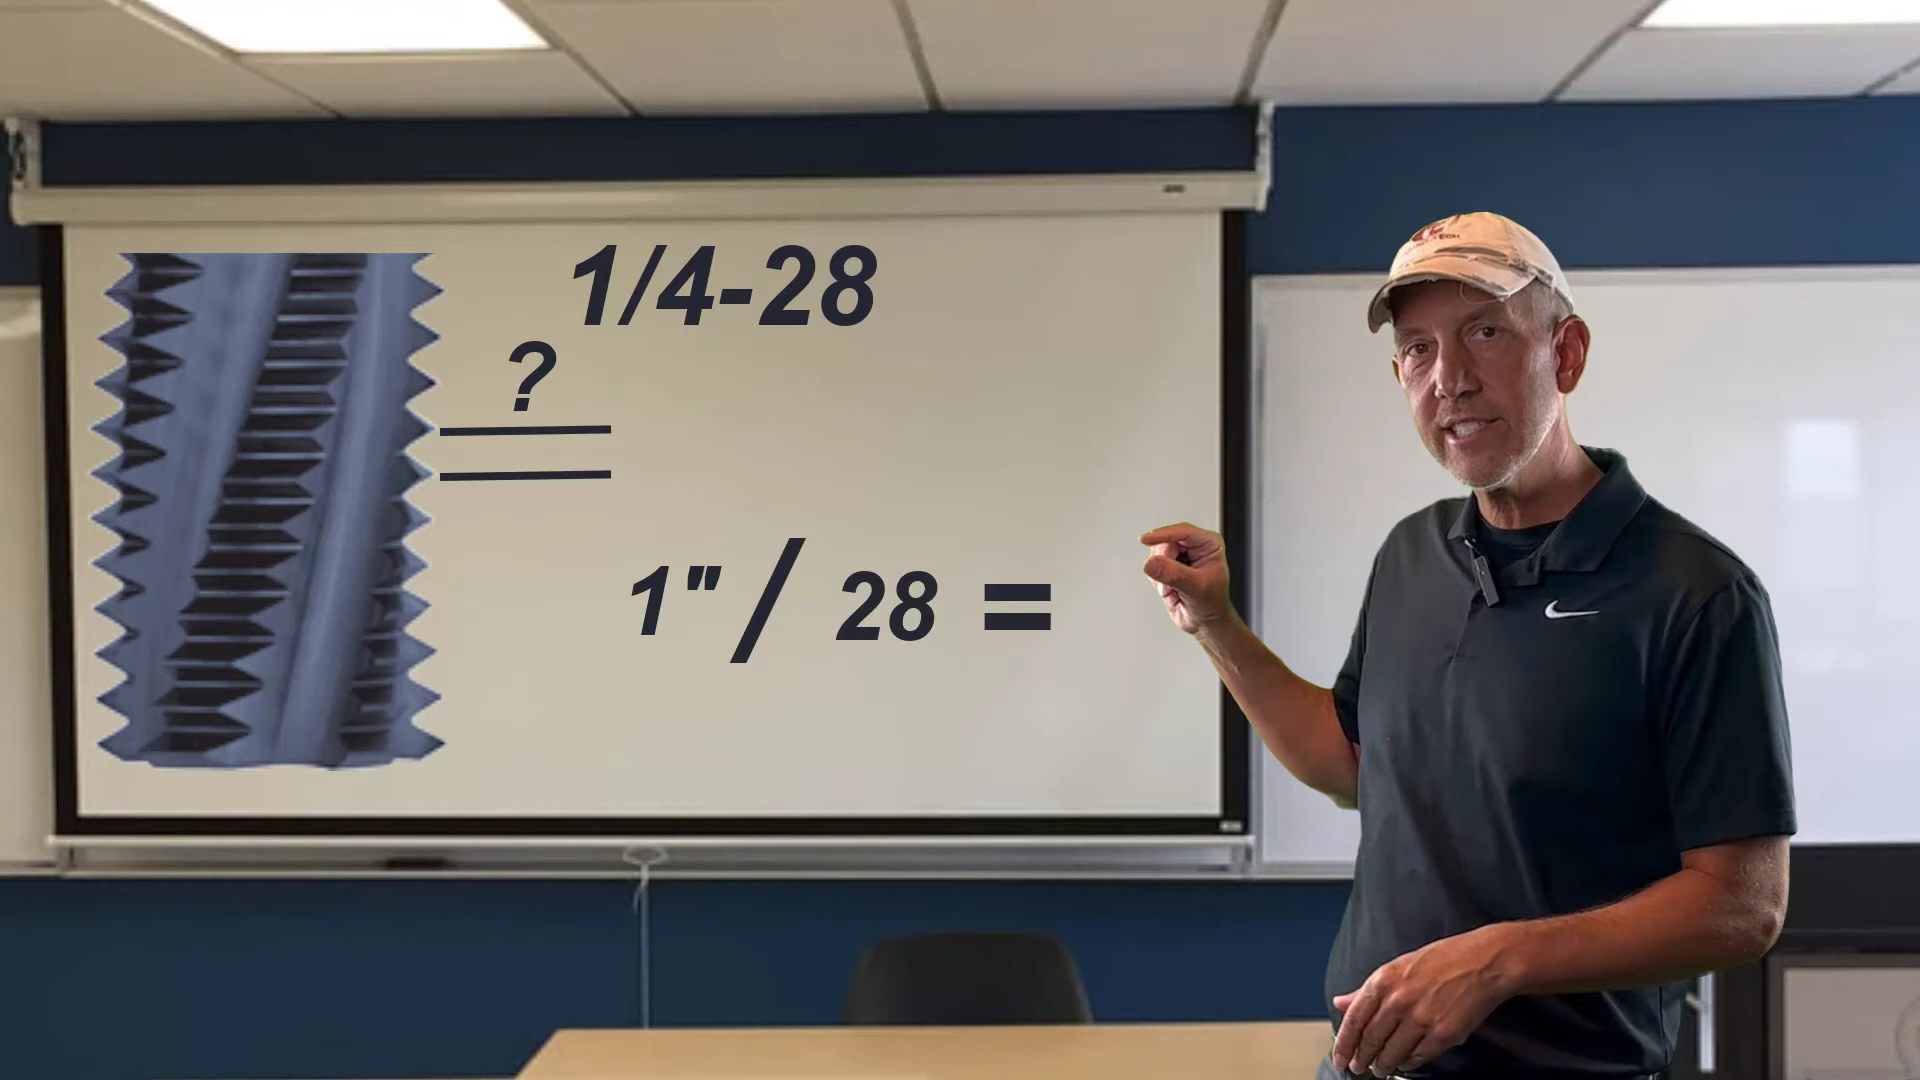 1/4-28
?
1" / 28 =